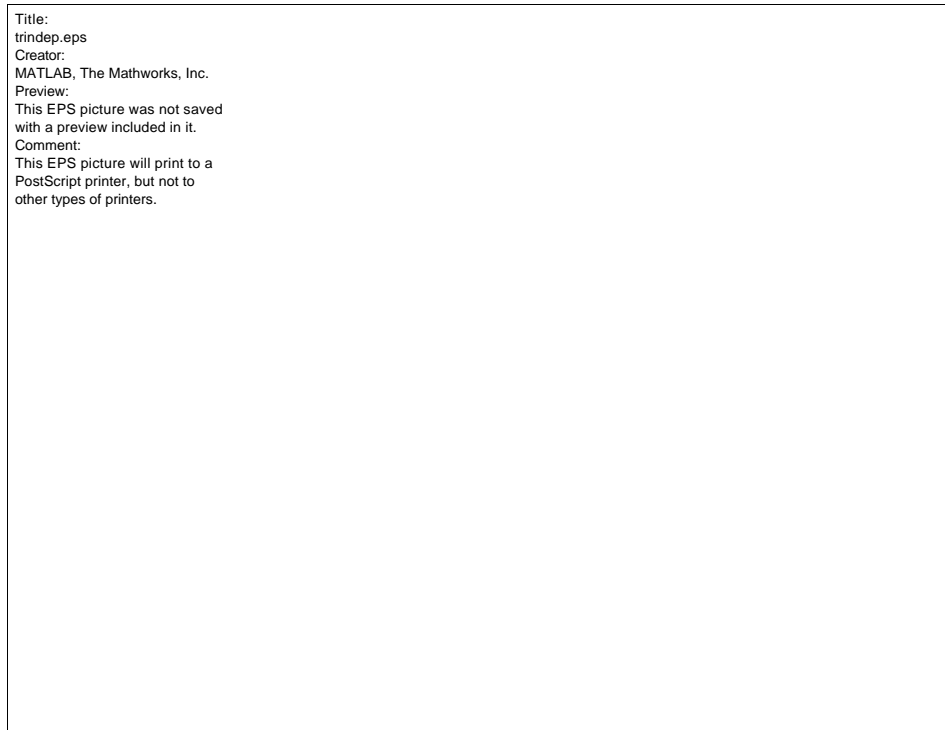 Title:
trindep.eps
Creator:
MATLAB, The Mathworks, Inc.
Preview:
This EPS picture was not saved
with a preview included in it.
Comment:
This EPS picture will print to a
PostScript printer, but not to
other types of printers.